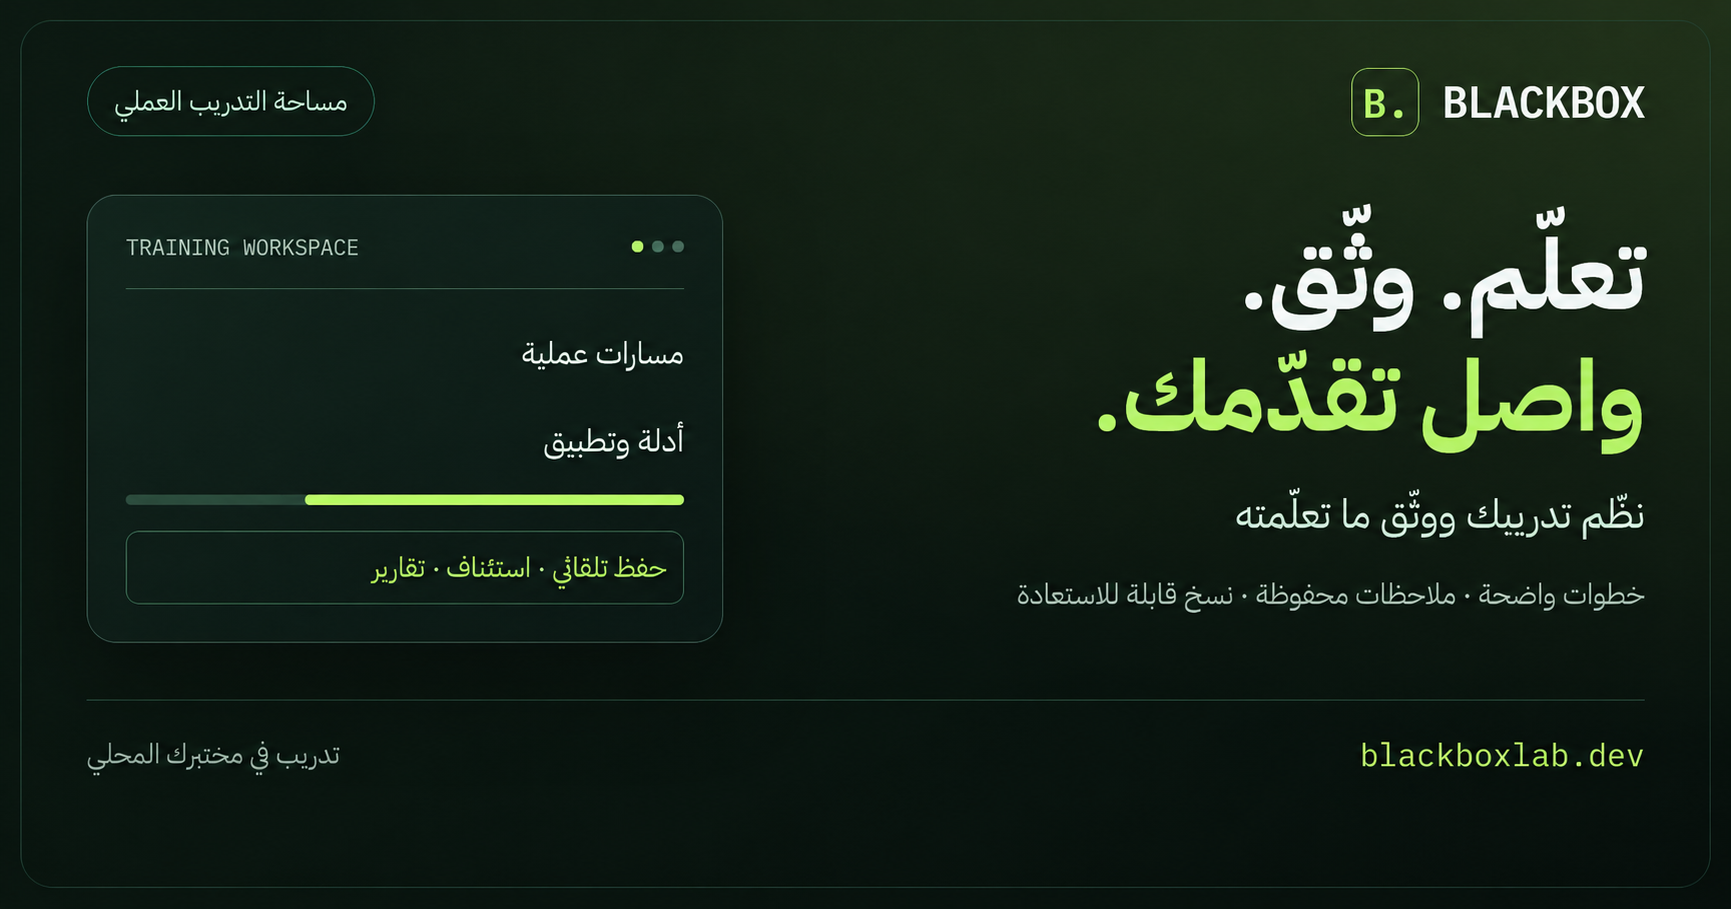 B. BLACKBOX
مساحة التدريب العملي
تعلّم. وثّق.
واصل تقدّمك.
نظّم تدريبك ووثّق ما تعلّمته
خطوات واضحة · ملاحظات محفوظة · نسخ قابلة للاستعادة
TRAINING WORKSPACE
مسارات عملية
أدلة وتطبيق
حفظ تلقائي · استئناف · تقارير
blackboxlab.dev
تدريب في مختبرك المحلي